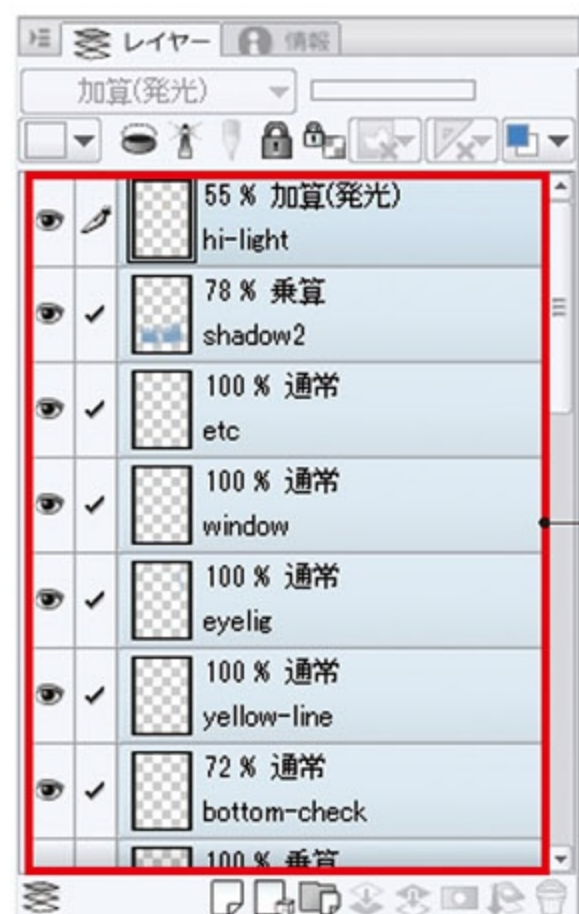 レイヤー 情報
加算(発光)
55 % 加算(発光)
hi-light
78 % 乗算
shadow2
100 % 通常
etc
100 % 通常
window
100 % 通常
eyelig
100 % 通常
yellow-line
72 % 通常
bottom-check
100 % 乗算